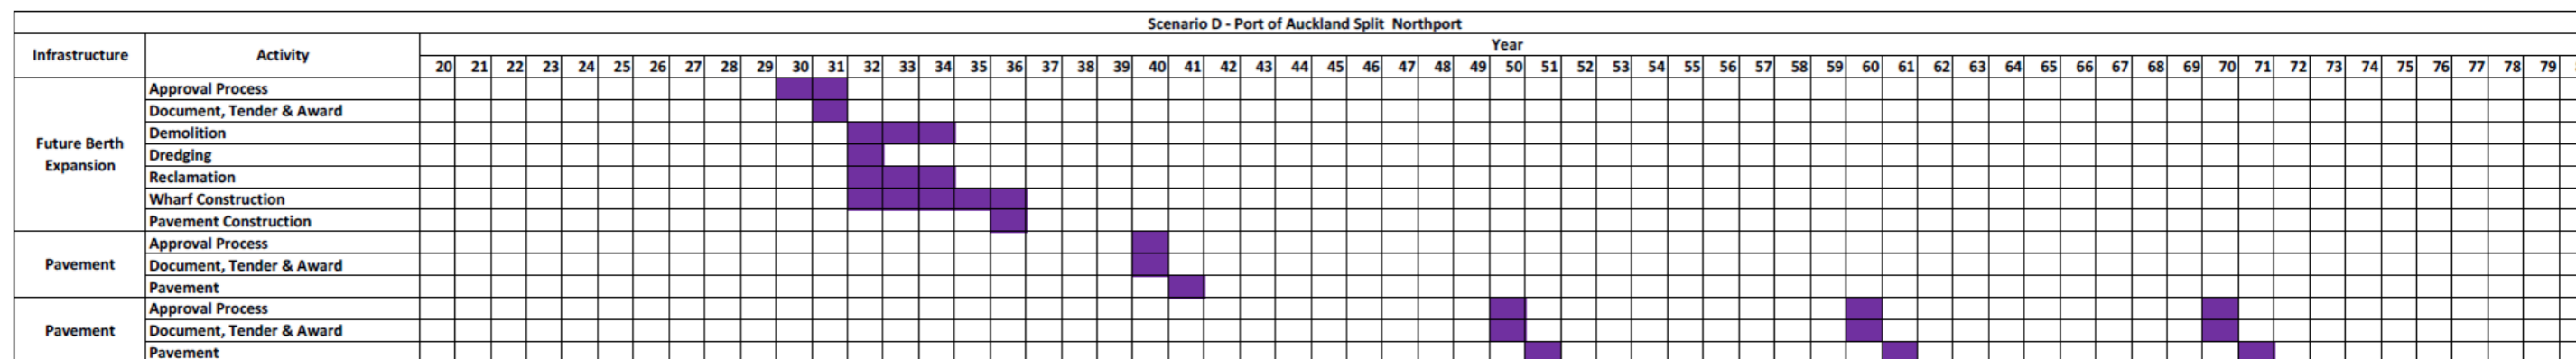 Scenario D - Port of Auckland Split Northport
Infrastructure Activity Year
20 21 22 23 24 25 26 27 28 29 30 31 32 33 34 35 36 37 38 39 40 41 42 43 44 45 46 47 48 49 50 51 52 53 54 55 56 57 58 59 60 61 62 63 64 65 66 67 68 69 70 71 72 73 74 75 76 77 78 79
Future Berth
Expansion
Approval Process
Document, Tender & Award
Demolition
Dredging
Reclamation
Wharf Construction
Pavement Construction
Pavement
Approval Process
Document, Tender & Award
Pavement
Pavement
Approval Process
Document, Tender & Award
Pavement